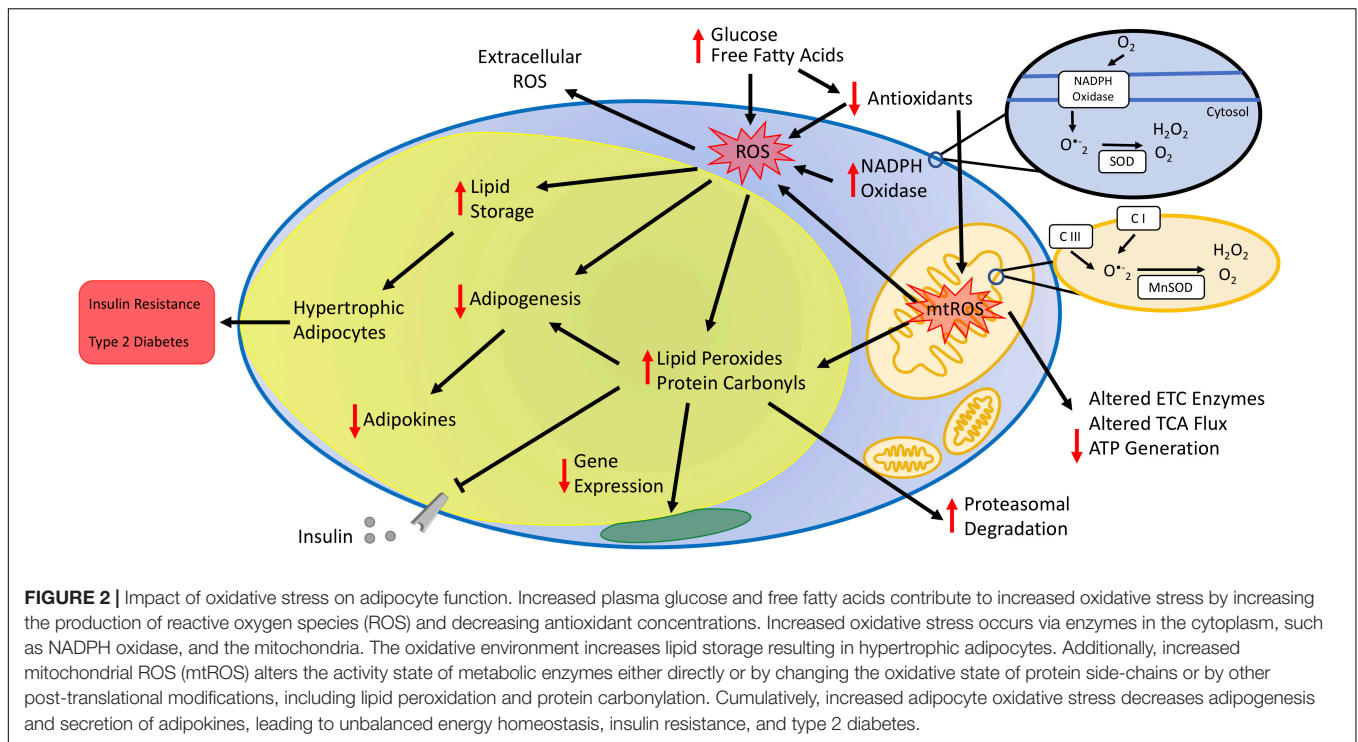 Glucose
Free Fatty Acids
Extracellular
ROS
Antioxidants
ROS
NADPH
Oxidase
Lipid
Storage
Adipogenesis
Hypertrophic
Adipocytes
Insulin Resistance
Type 2 Diabetes
Lipid Peroxides
Protein Carbonyls
Adipokines
Gene
Expression
Insulin
mtROS
Altered ETC Enzymes
Altered TCA Flux
ATP Generation
Proteasomal
Degradation
O₂
NADPH
Oxidase
Cytosol
O•-₂
SOD
H₂O₂
O₂
C I
C III
O•-₂
MnSOD
H₂O₂
O₂
FIGURE 2 | Impact of oxidative stress on adipocyte function. Increased plasma glucose and free fatty acids contribute to increased oxidative stress by increasing
the production of reactive oxygen species (ROS) and decreasing antioxidant concentrations. Increased oxidative stress occurs via enzymes in the cytoplasm, such
as NADPH oxidase, and the mitochondria. The oxidative environment increases lipid storage resulting in hypertrophic adipocytes. Additionally, increased
mitochondrial ROS (mtROS) alters the activity state of metabolic enzymes either directly or by changing the oxidative state of protein side-chains or by other
post-translational modifications, including lipid peroxidation and protein carbonylation. Cumulatively, increased adipocyte oxidative stress decreases adipogenesis
and secretion of adipokines, leading to unbalanced energy homeostasis, insulin resistance, and type 2 diabetes.